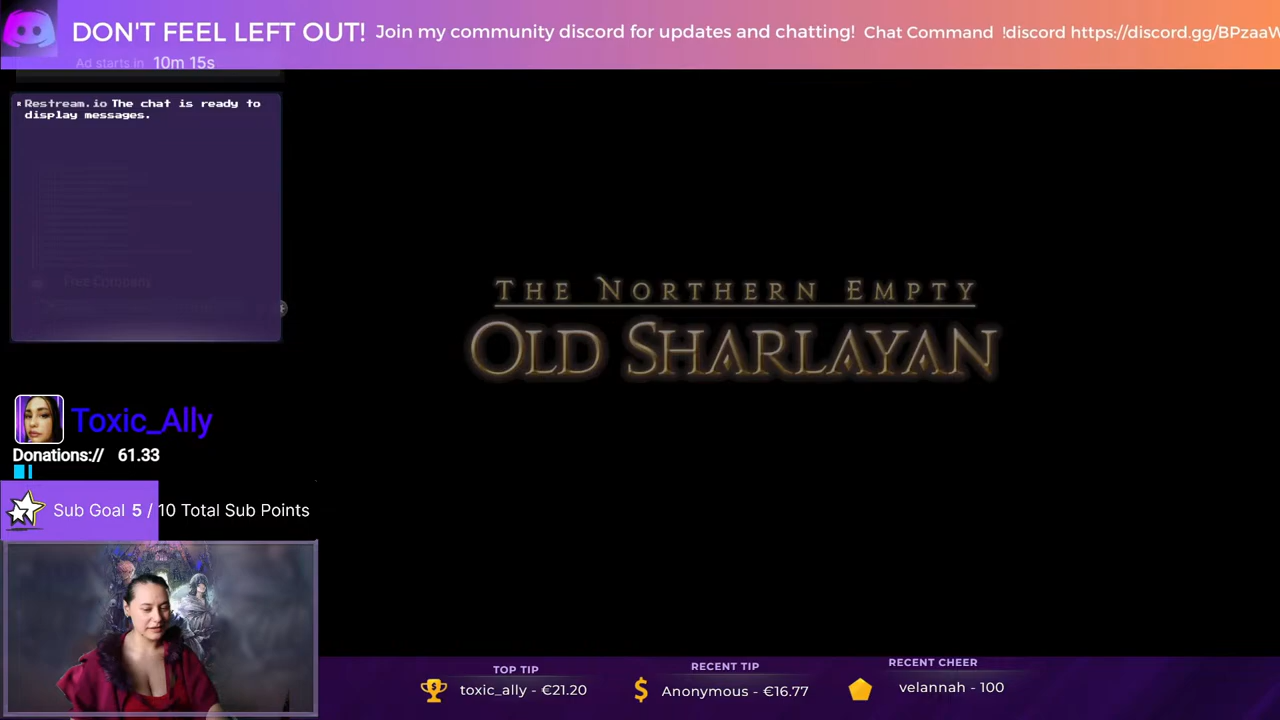 DON'T FEEL LEFT OUT! Join my community discord for updates and chatting! Chat Command !discord https://discord.gg/BPzaaW
Ad starts in 10m 15s
Restream.io The chat is ready to
display messages.
Free Company
THE NORTHERN EMPTY
OLD SHARLAYAN
Toxic_Ally
Donations:// 61.33
Sub Goal 5 / 10 Total Sub Points
TOP TIP
toxic_ally - €21.20
RECENT TIP
Anonymous - €16.77
RECENT CHEER
velannah - 100